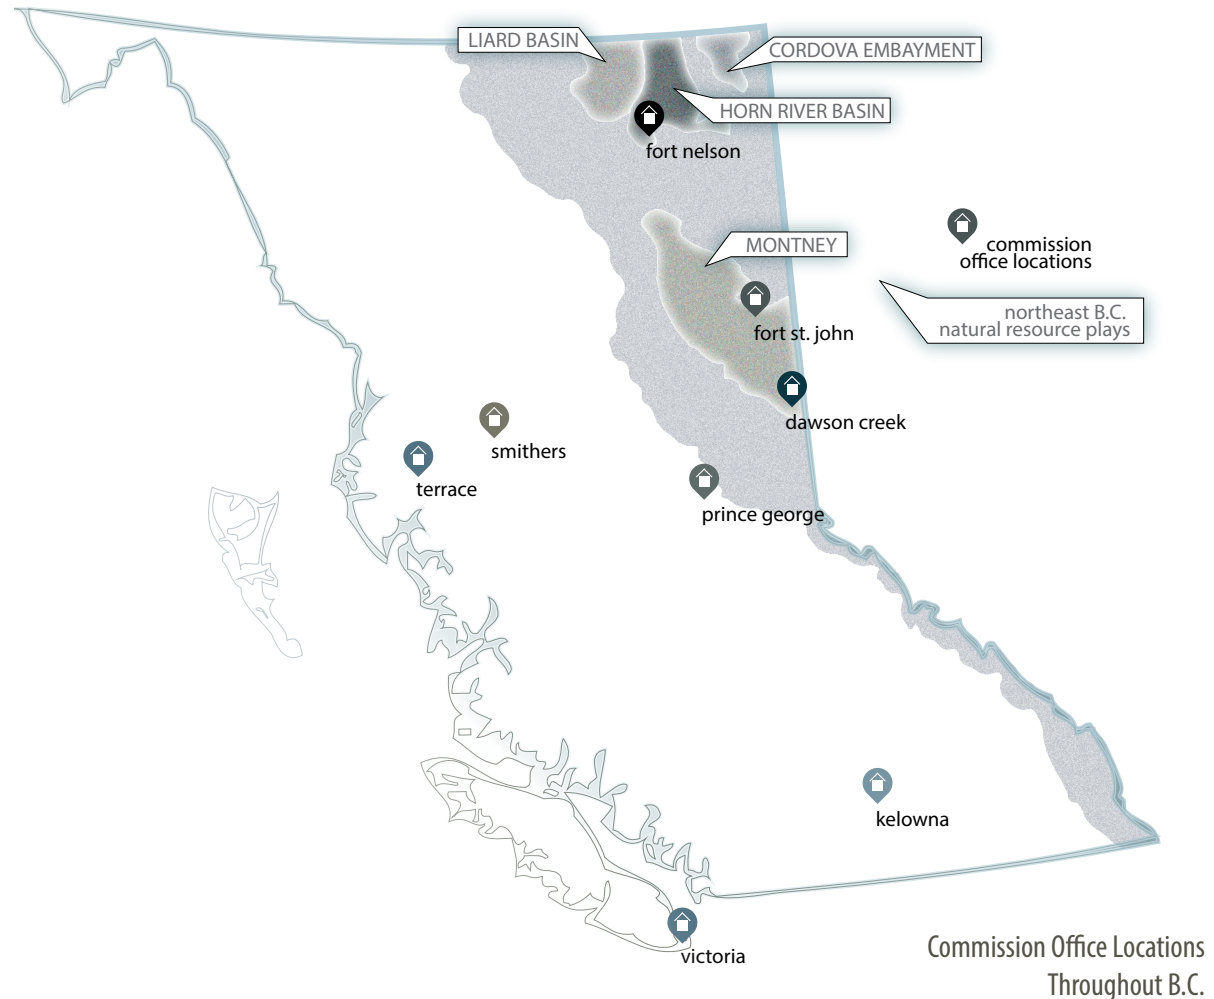 LIARD BASIN
CORDOVA EMBAYMENT
HORN RIVER BASIN
fort nelson
MONTNEY
commission
office locations
northeast B.C.
natural resource plays
fort st. john
dawson creek
smithers
terrace
prince george
kelowna
victoria
Commission Office Locations
Throughout B.C.